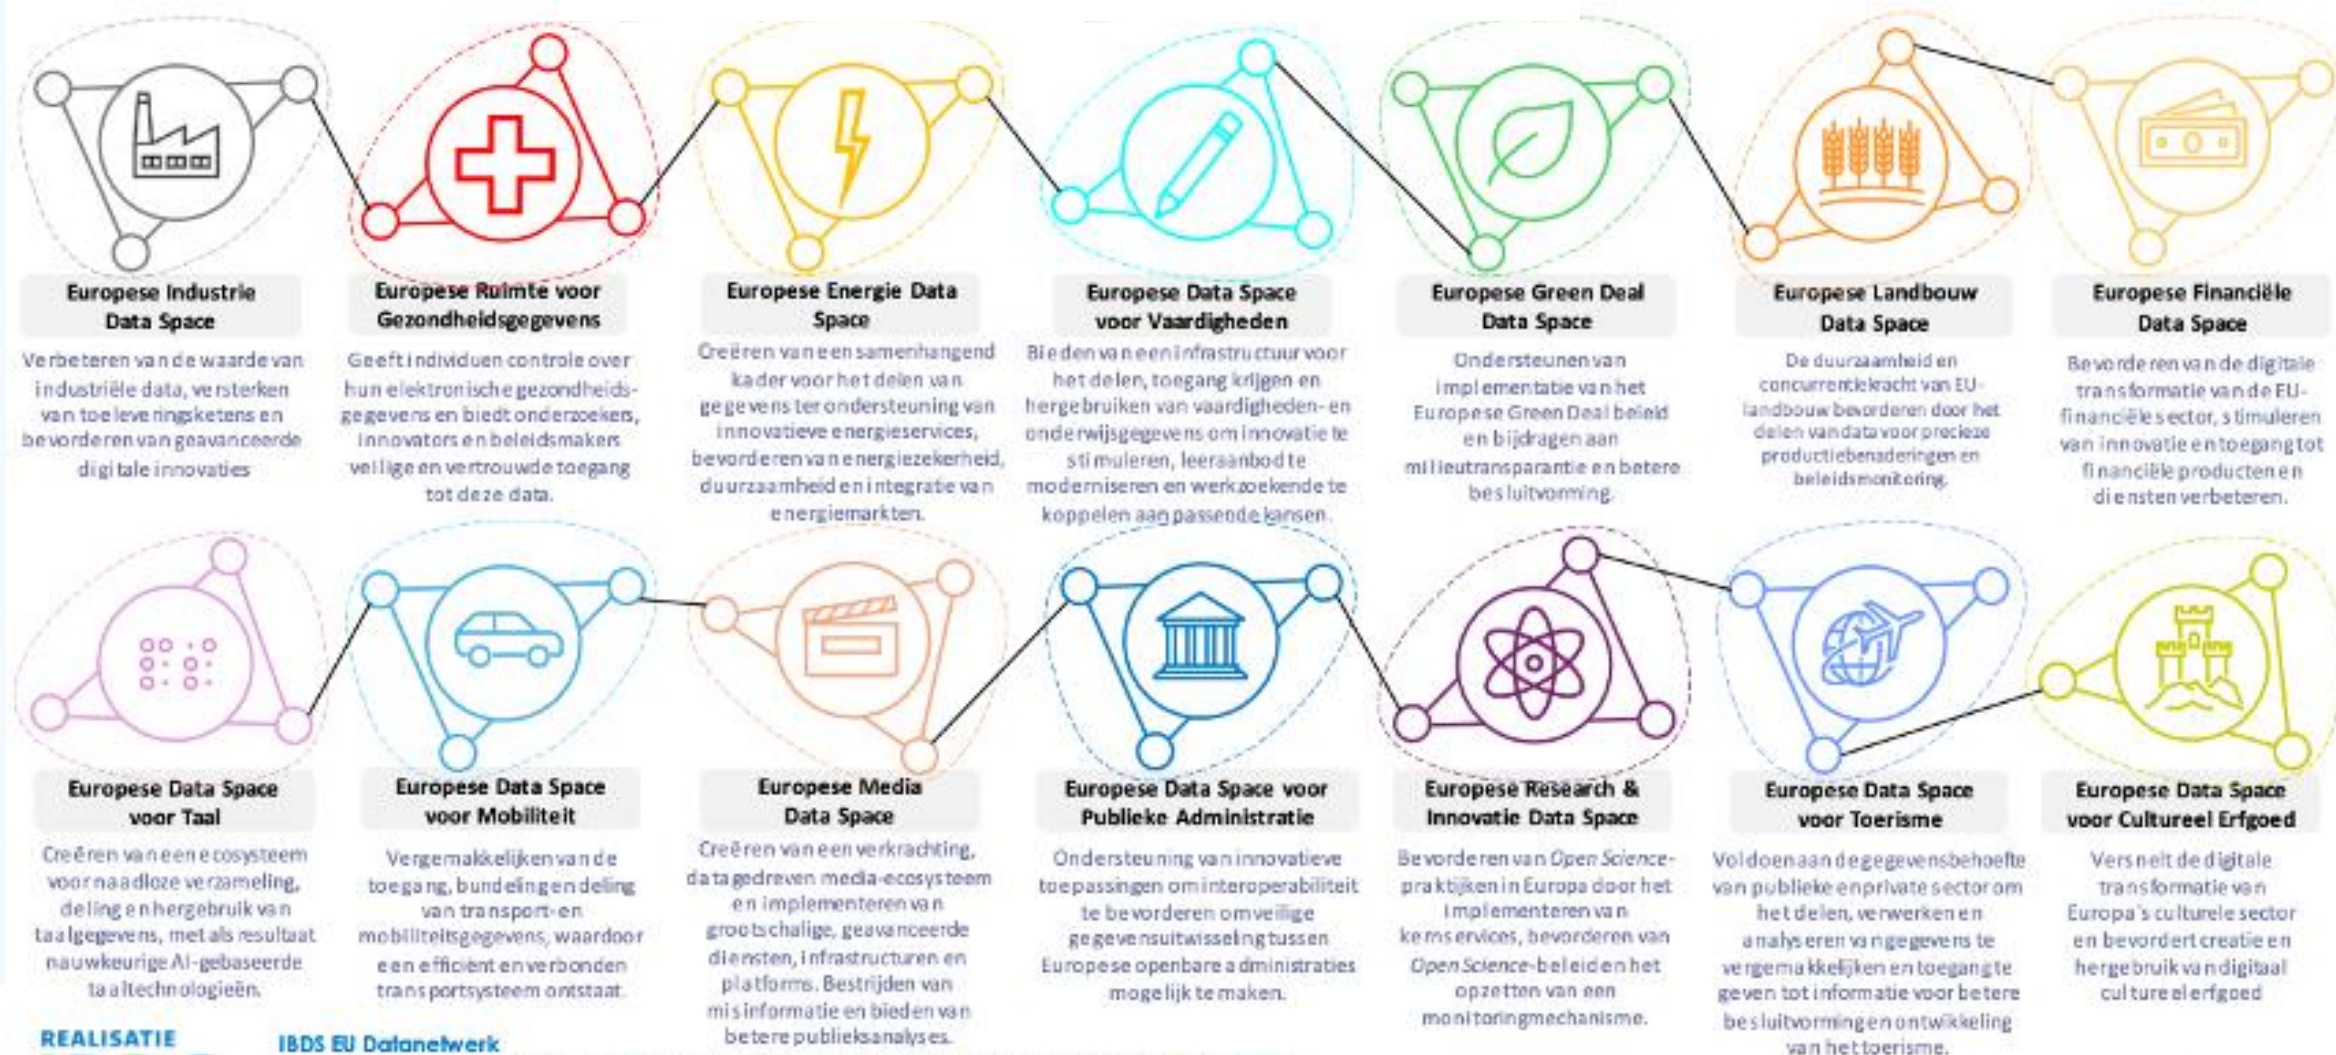 Europese Industrie
Data Space
Verbeteren van de waarde van
industriële data, versterken
van toeleveringsketens en
bevorderen van geavanceerde
digitale innovaties
Europese Ruimte voor
Gezondheidsgegevens
Geeft individuen controle over
hun elektronische gezondheids-
gegevens en biedt onderzoekers,
innovators en beleidsmakers
veilige en vertrouwde toegang
tot deze data.
Europese Energie Data
Space
Creëren van een samenhangend
kader voor het delen van
gegevens ter ondersteuning van
innovatieve energieservices,
bevorderen van energiezekerheid,
duurzaamheid en integratie van
energiemarkten.
Europese Data Space
voor Vaardigheden
Bieden van een infrastructuur voor
het delen, toegang krijgen en
hergebruiken van vaardigheden- en
onderwijsgegevens om innovatie te
stimuleren, leeraanbod te
moderniseren en werkzoekende te
koppelen aan passende kansen.
Europese Green Deal
Data Space
Ondersteunen van
implementatie van het
Europese Green Deal beleid
en bijdragen aan
milieutransparantie en betere
besluitvorming.
Europese Landbouw
Data Space
De duurzaamheid en
concurrentiekracht van EU-
landbouw bevorderen door het
delen van data voor precieze
productiebenaderingen en
beleidsmonitoring.
Europese Financiële
Data Space
Bevorderen van de digitale
transformatie van de EU-
financiële sector, stimuleren
van innovatie en toegang tot
financiële producten en
diensten verbeteren.
Europese Data Space
voor Taal
Creëren van een ecosysteem
voor naadloze verzameling,
deling en hergebruik van
taalgegevens, met als resultaat
nauwkeurige AI-gebaseerde
taaltechnologieën.
Europese Data Space
voor Mobiliteit
Vergemakkelijken van de
toegang, bundeling en deling
van transport- en
mobiliteitsgegevens, waardoor
een efficiënt en verbonden
transportsysteem ontstaat.
Europese Media
Data Space
Creëren van een verkrachting,
datagedreven media-ecosysteem
en implementeren van
grootschalige, geavanceerde
diensten, infrastructuren en
platforms. Bestrijden van
misinformatie en bieden van
betere publieksanalyses.
Europese Data Space voor
Publieke Administratie
Ondersteuning van innovatieve
toepassingen om interoperabiliteit
te bevorderen om veilige
gegevensuitwisseling tussen
Europese openbare administraties
mogelijk te maken.
Europese Research &
Innovatie Data Space
Bevorderen van Open Science-
praktijken in Europa door het
implementeren van
kernservices, bevorderen van
Open Science-beleid en het
opzetten van een
monitoringmechanisme.
Europese Data Space
voor Toerisme
Voldoen aan de gegevensbehoefte
van publieke en private sector om
het delen, verwerken en
analyseren van gegevens te
vergemakkelijken en toegang te
geven tot informatie voor betere
besluitvorming en ontwikkeling
van het toerisme.
Europese Data Space
voor Cultureel Erfgoed
Versnelt de digitale
transformatie van
Europa's culturele sector
en bevordert creatie en
hergebruik van digitaal
cultureel erfgoed
REALISATIE
IBDS EU Datanetwerk